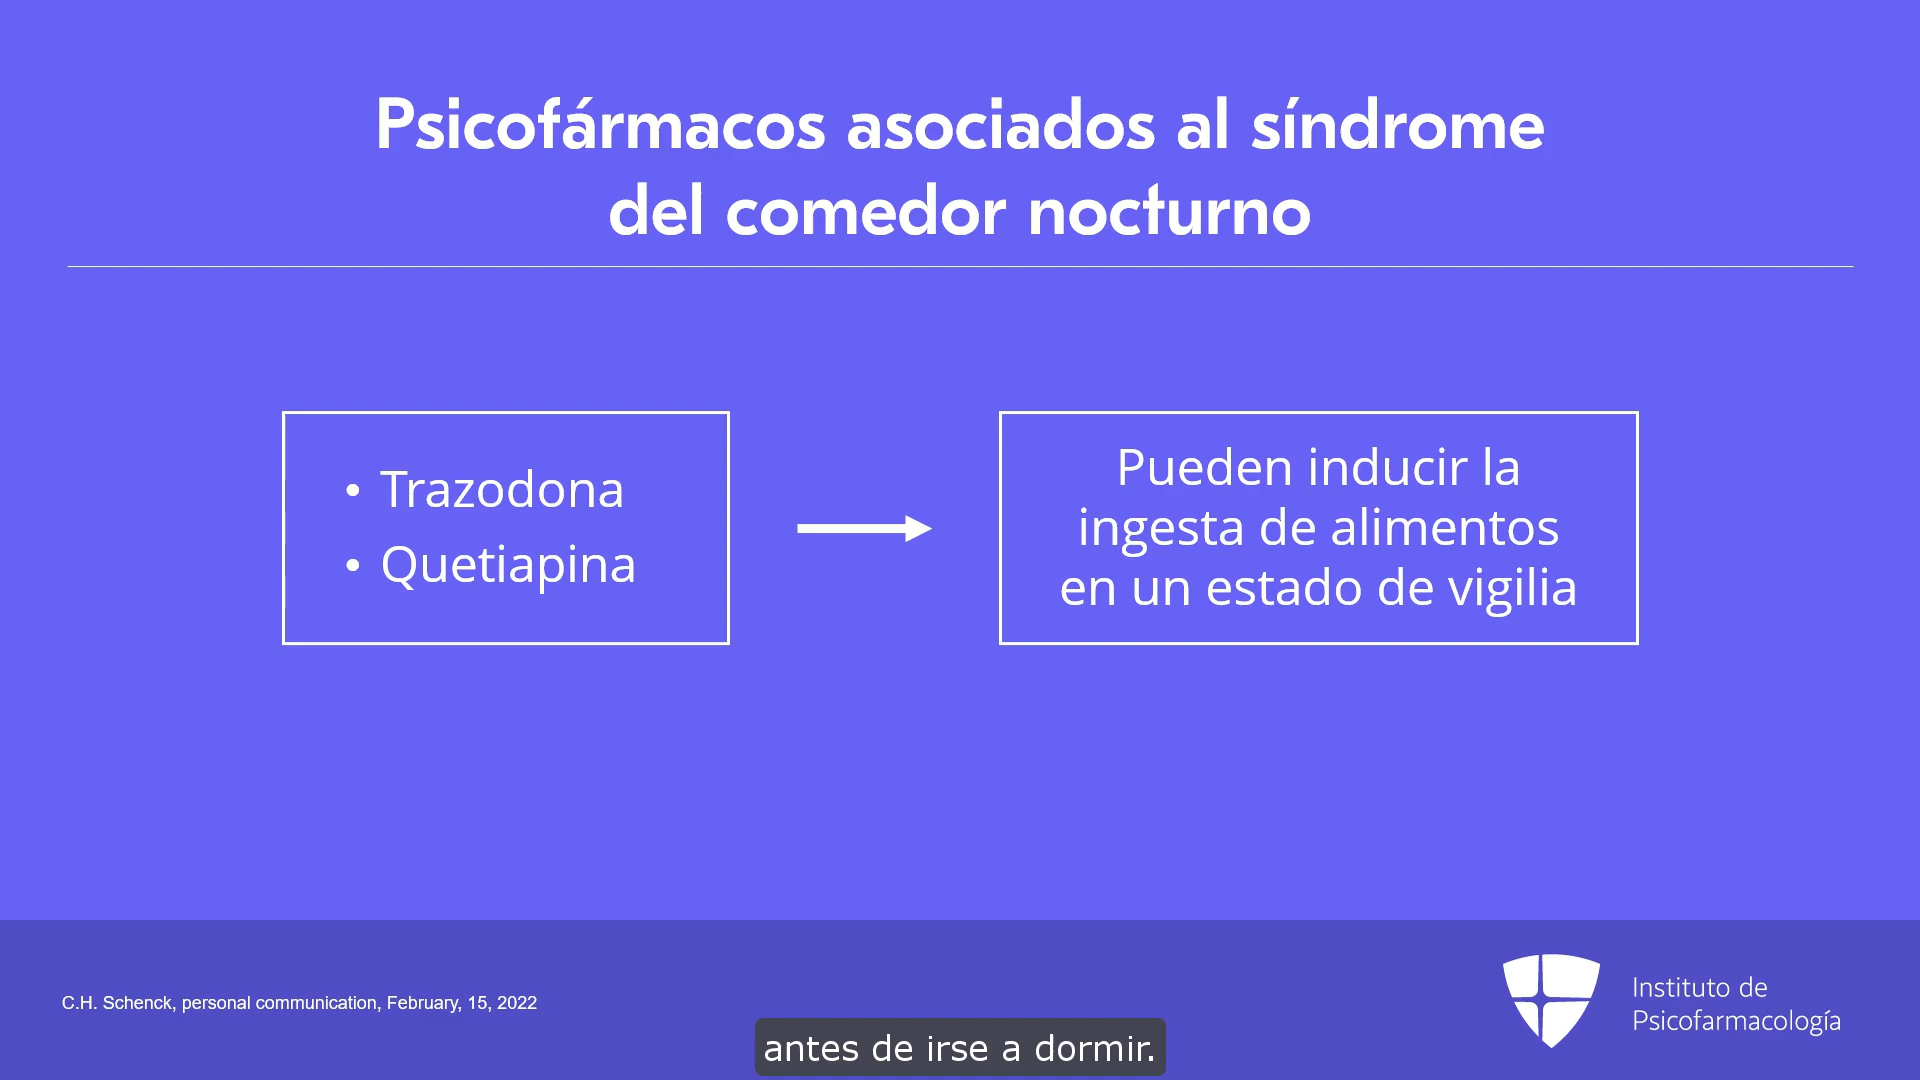 Psicofármacos asociados al síndrome
del comedor nocturno
• Trazodona
• Quetiapina
Pueden inducir la
ingesta de alimentos
en un estado de vigilia
C.H. Schenck, personal communication, February, 15, 2022
Instituto de
Psicofarmacología
antes de irse a dormir.